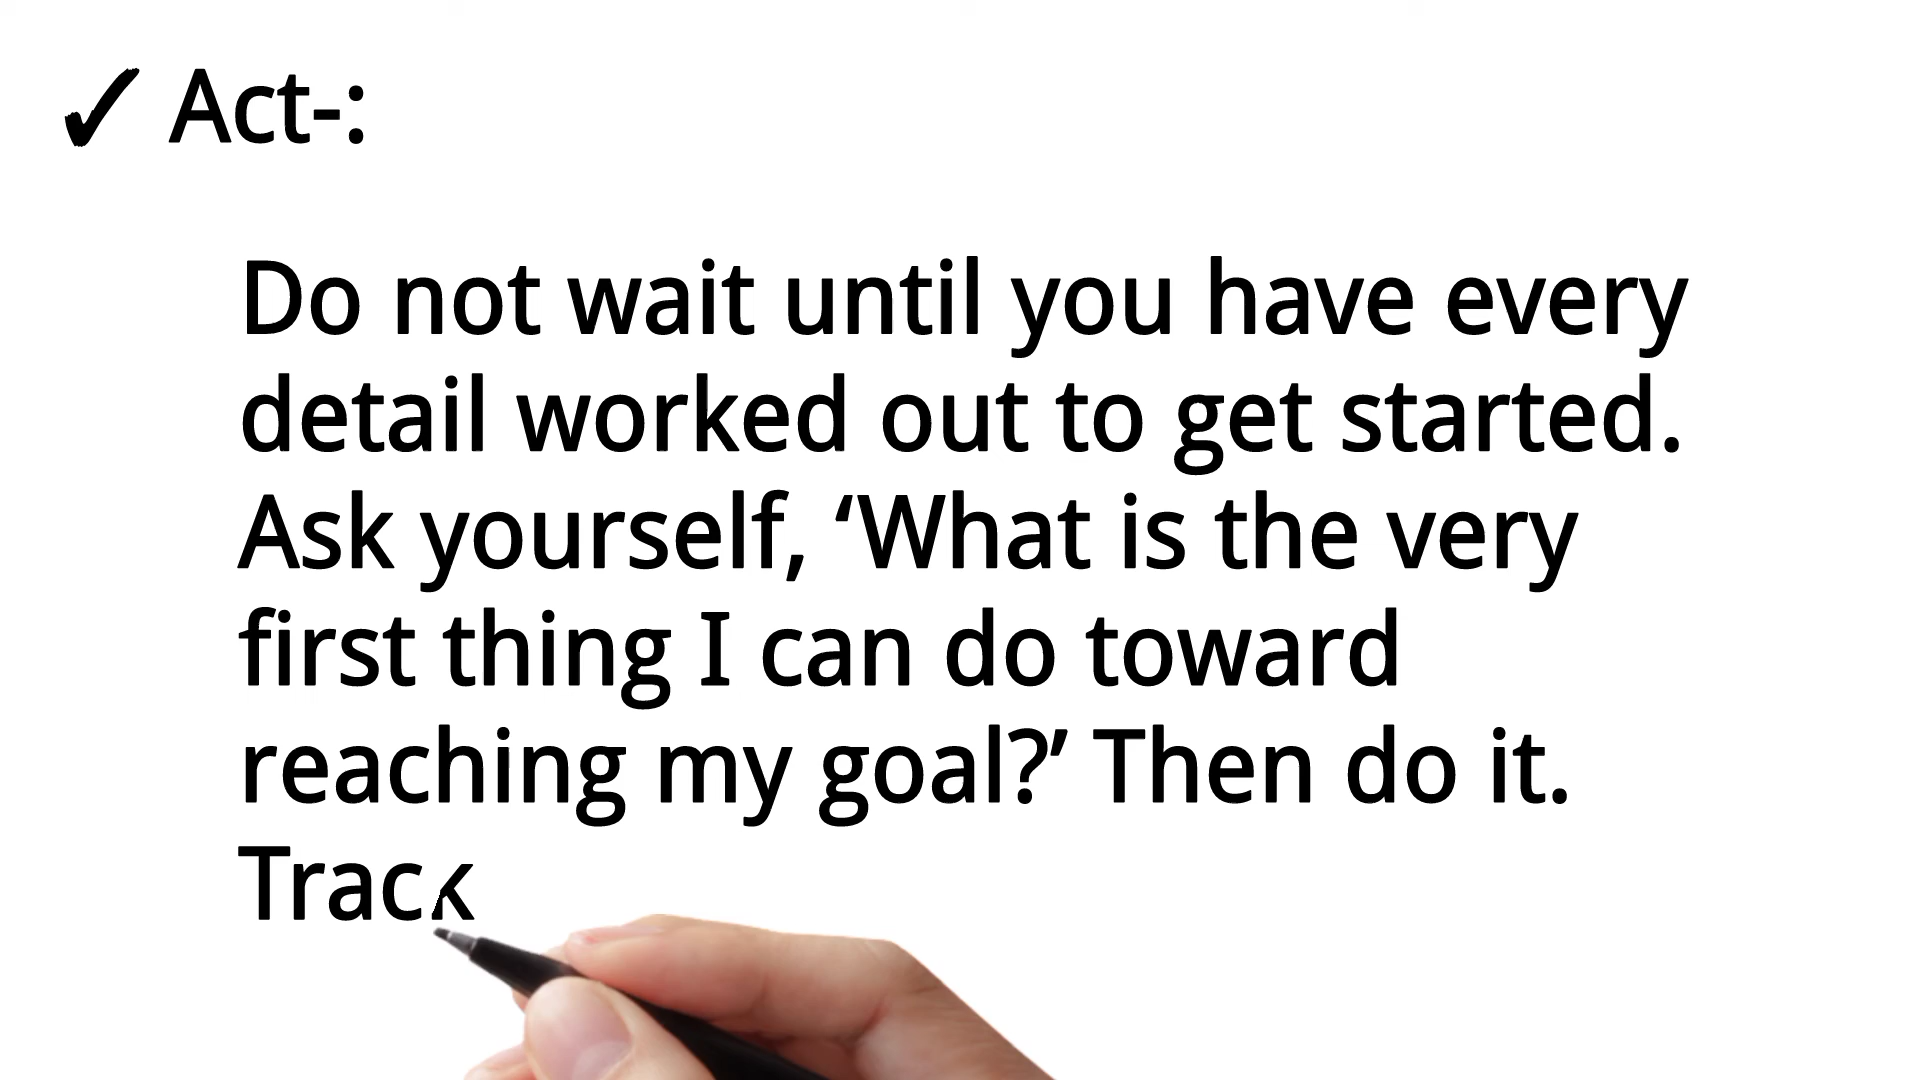 ✓ Act-:
Do not wait until you have every
detail worked out to get started.
Ask yourself, ‘What is the very
first thing I can do toward
reaching my goal?’ Then do it.
Track